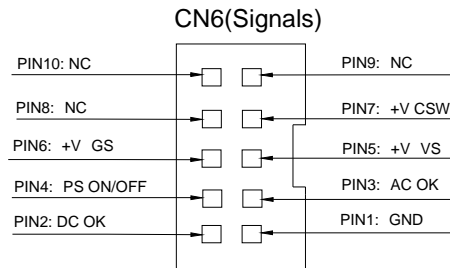 CN6(Signals)
PIN10: NC
PIN9: NC
PIN8: NC
PIN7: +V CSW
PIN6: +V GS
PIN5: +V VS
PIN4: PS ON/OFF
PIN3: AC OK
PIN2: DC OK
PIN1: GND